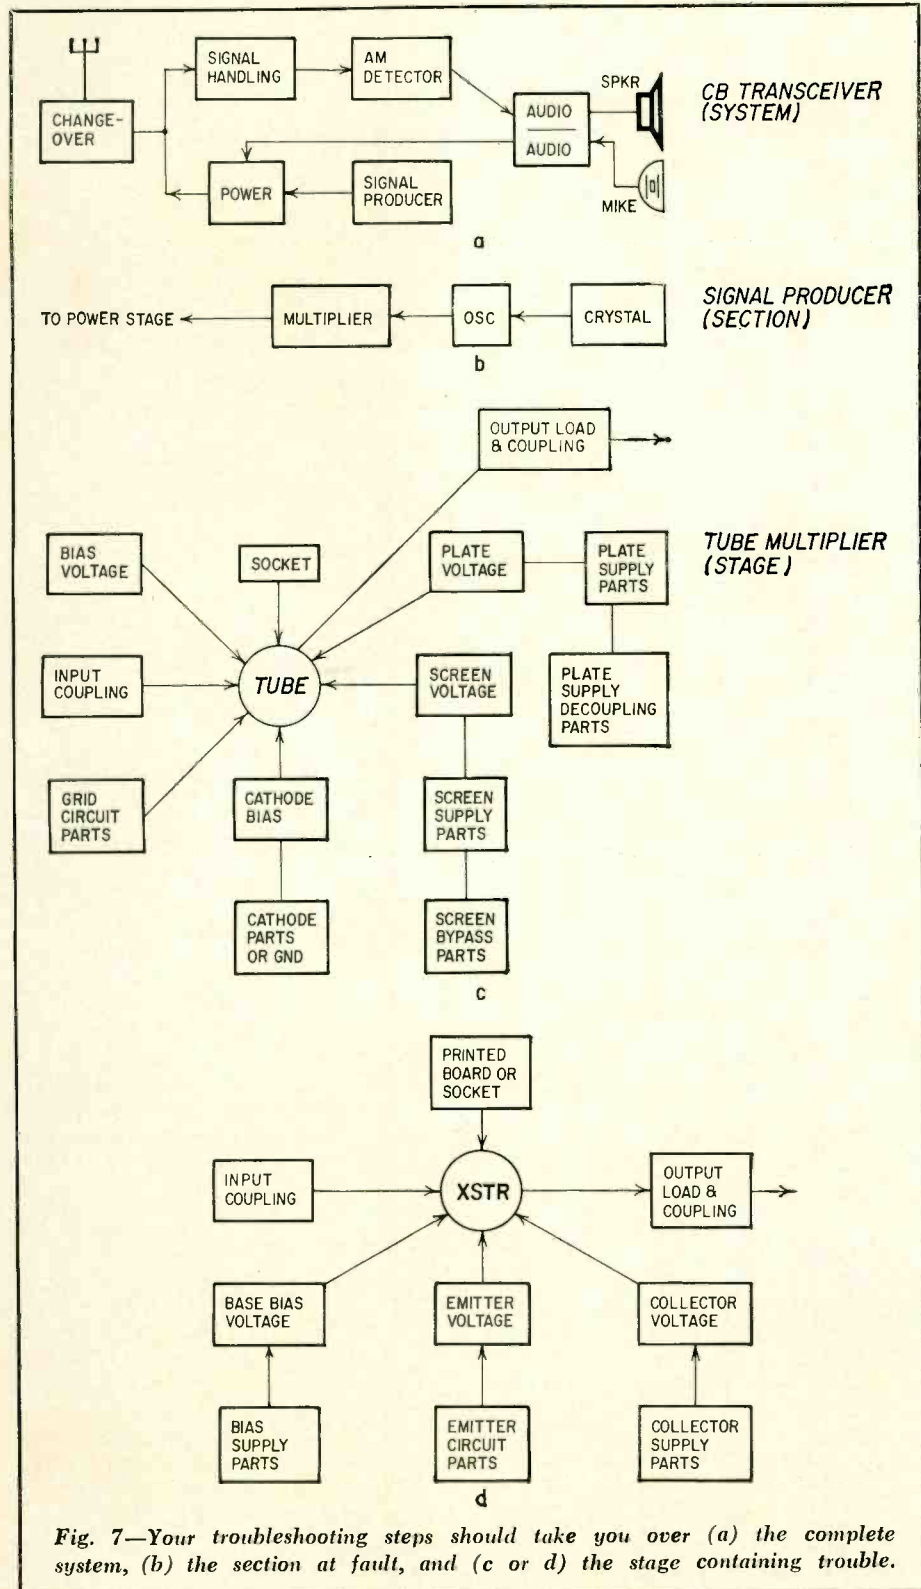 SIGNAL
HANDLING
AM
DETECTOR
SPKR
CB TRANSCEIVER
(SYSTEM)
CHANGE-
OVER
AUDIO
AUDIO
POWER
SIGNAL
PRODUCER
MIKE
a
SIGNAL PRODUCER
(SECTION)
TO POWER STAGE
MULTIPLIER
OSC
CRYSTAL
b
OUTPUT LOAD
& COUPLING
TUBE MULTIPLIER
(STAGE)
BIAS
VOLTAGE
SOCKET
PLATE
VOLTAGE
PLATE
SUPPLY
PARTS
INPUT
COUPLING
TUBE
SCREEN
VOLTAGE
PLATE
SUPPLY
DECOUPLING
PARTS
GRID
CIRCUIT
PARTS
CATHODE
BIAS
SCREEN
SUPPLY
PARTS
CATHODE
PARTS
OR GND
SCREEN
BYPASS
PARTS
c
PRINTED
BOARD OR
SOCKET
INPUT
COUPLING
XSTR
OUTPUT
LOAD &
COUPLING
BASE BIAS
VOLTAGE
EMITTER
VOLTAGE
COLLECTOR
VOLTAGE
BIAS
SUPPLY
PARTS
EMITTER
CIRCUIT
PARTS
COLLECTOR
SUPPLY
PARTS
d
Fig. 7—Your troubleshooting steps should take you over (a) the complete
system, (b) the section at fault, and (c or d) the stage containing trouble.